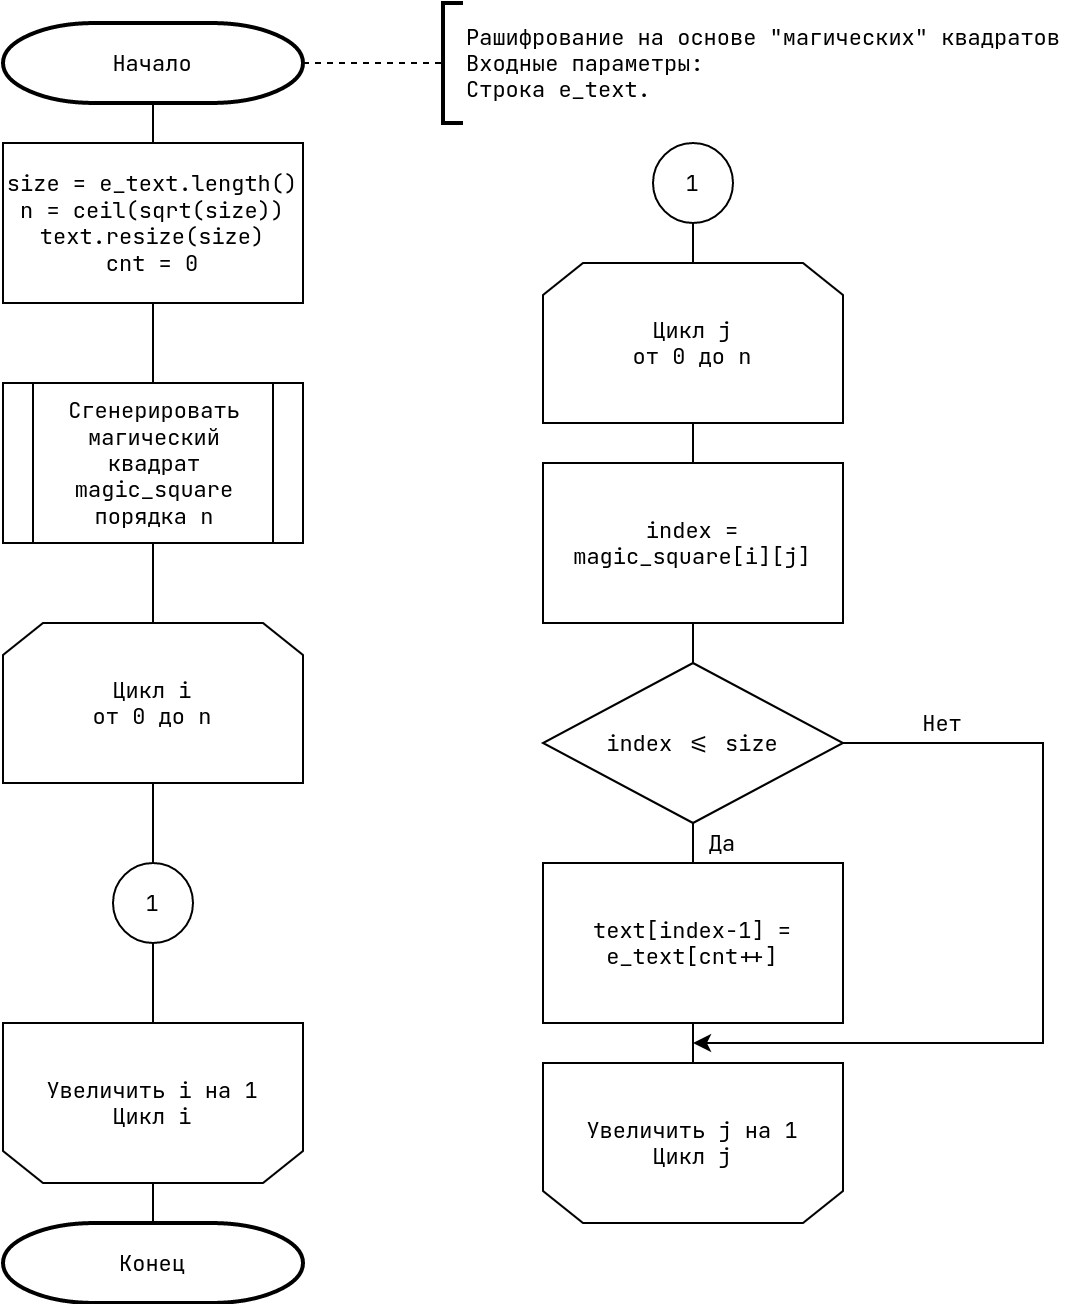 Начало
Рашифрование на основе "магических" квадратов
Входные параметры:
Строка e_text.
size = e_text.length()
n = ceil(sqrt(size))
text.resize(size)
cnt = 0
Сгенерировать
магический
квадрат
magic_square
порядка n
Цикл i
от 0 до n
1
Увеличить i на 1
Цикл i
Конец
1
Цикл j
от 0 до n
index =
magic_square[i][j]
index <= size
Нет
Да
text[index-1] =
e_text[cnt++]
Увеличить j на 1
Цикл j